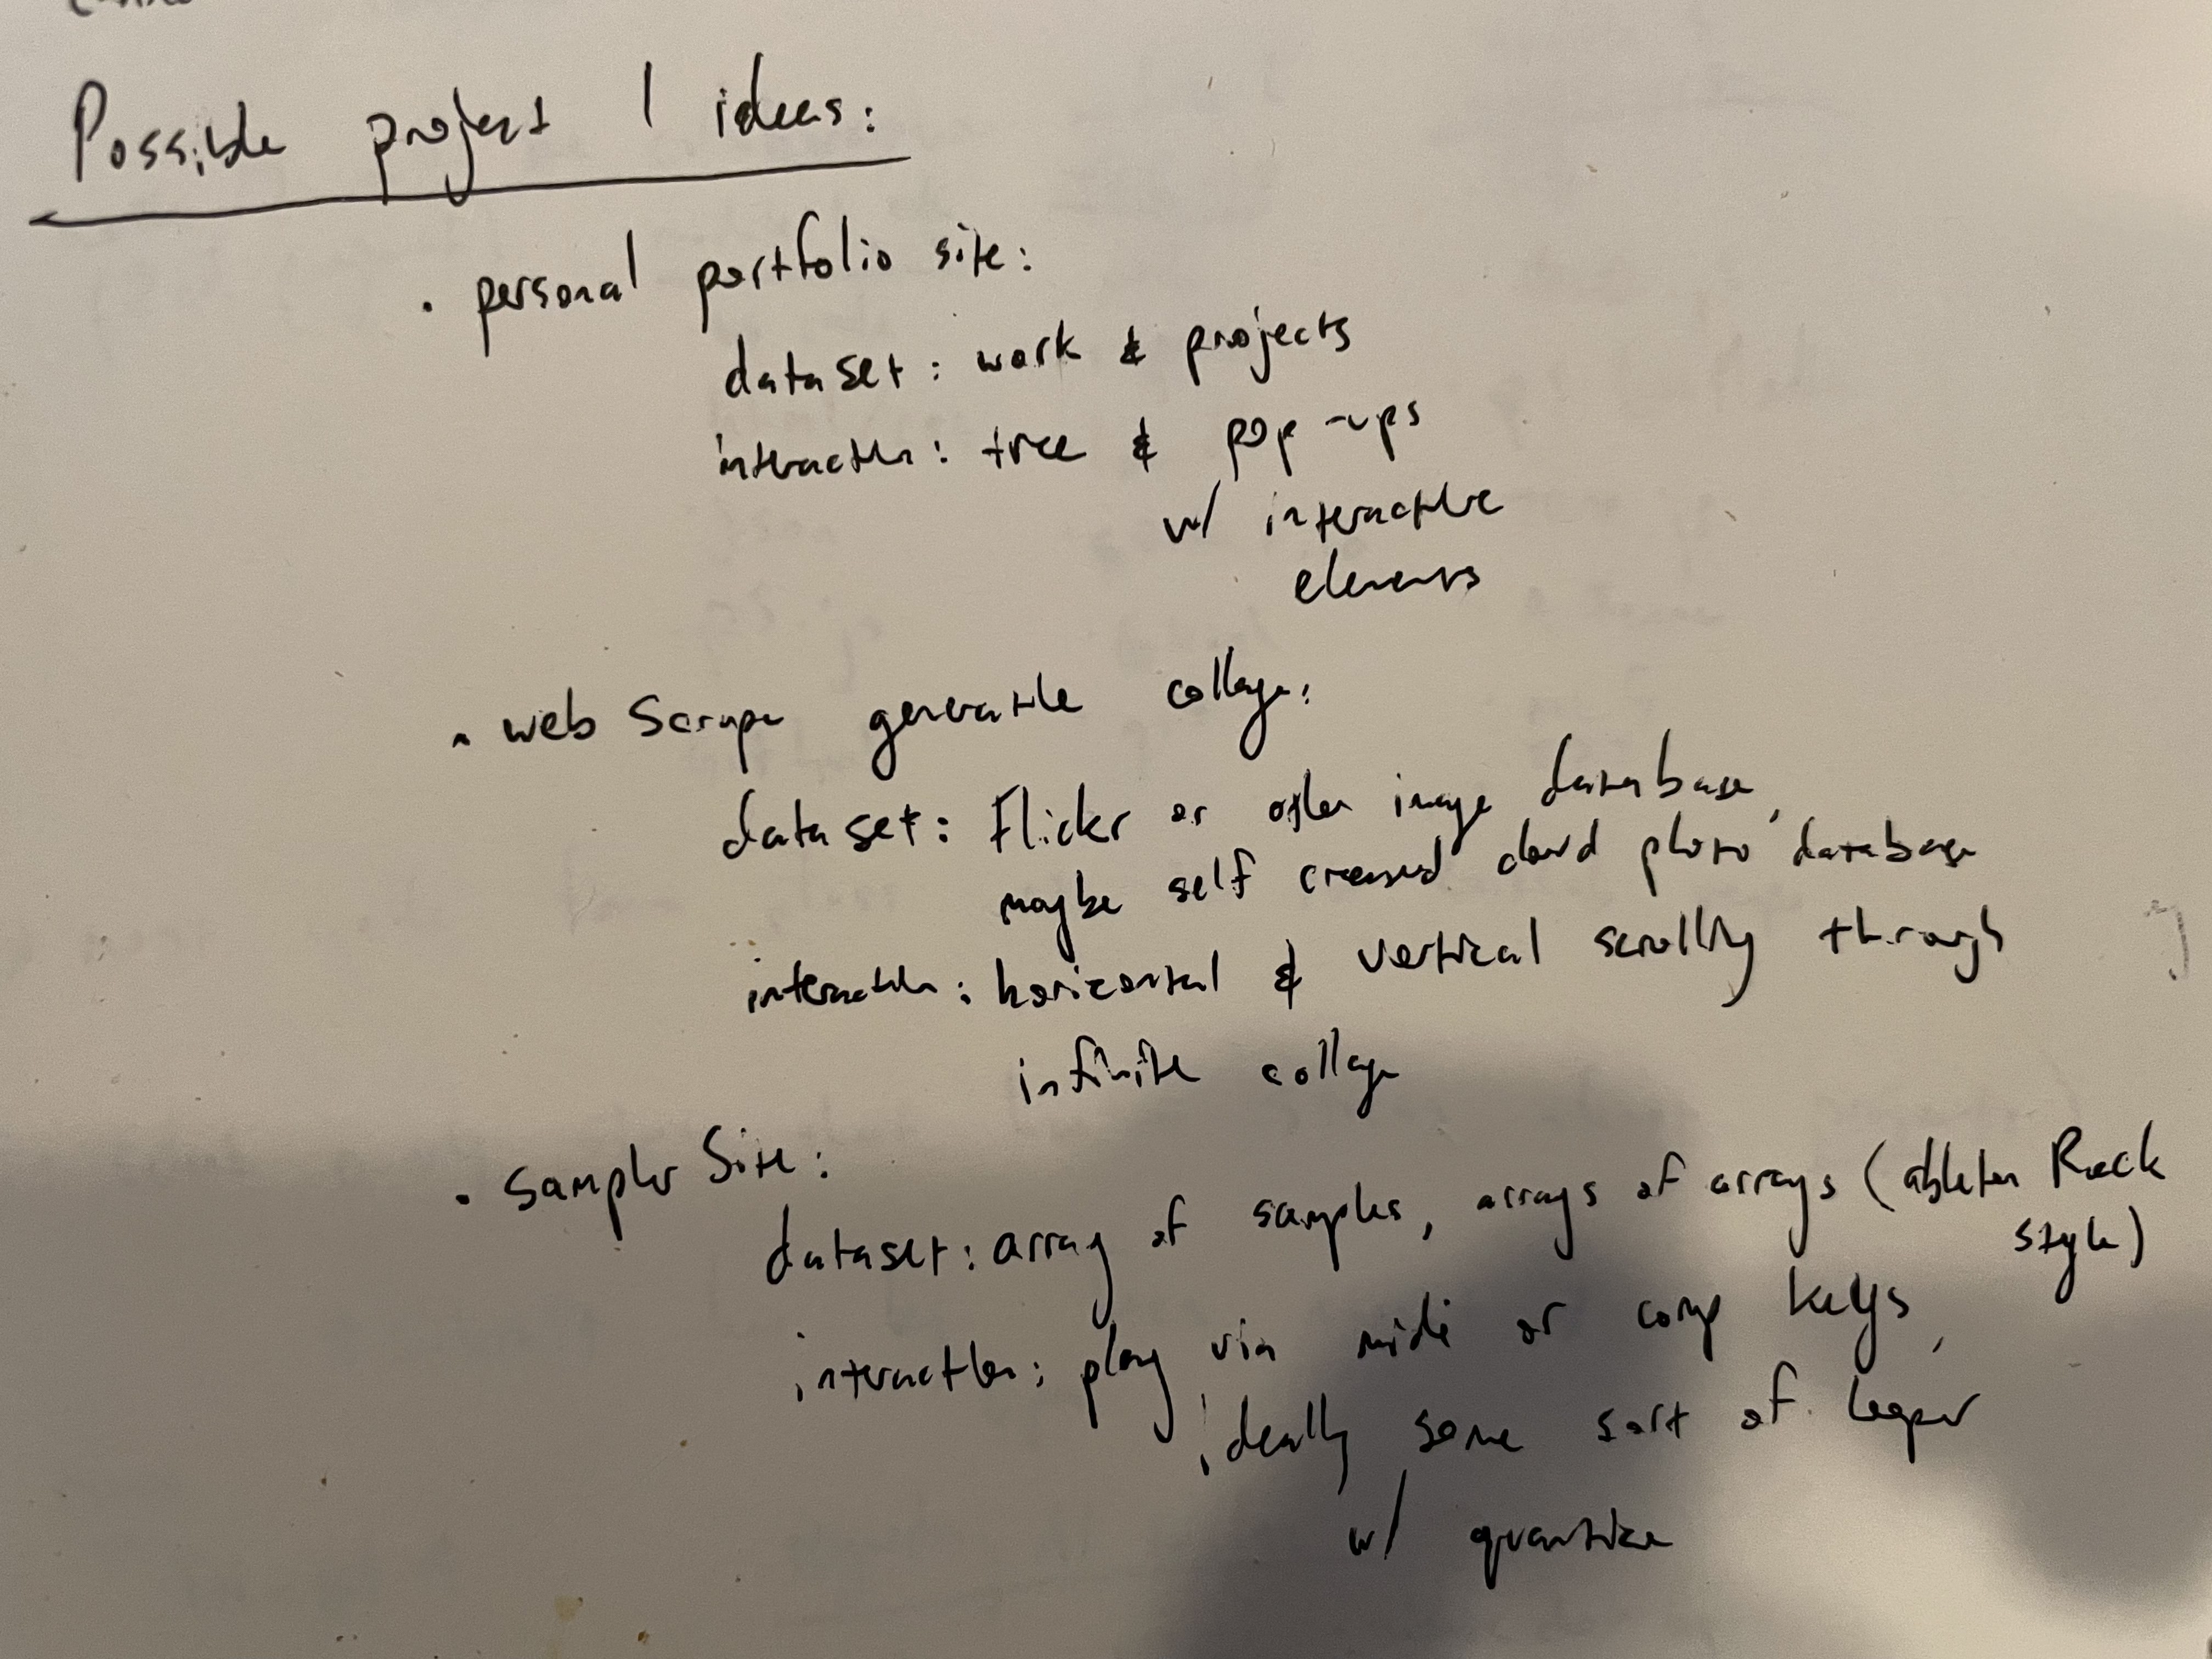 Possible project 1 ideas:
· personal portfolio site:
dataset: work & projects
interaction: tree & pop-ups
w/ interactive
elements
· web scrape generative collage:
dataset: Flickr or other image database,
maybe self created cloud photo database
interaction: horizontal & vertical scrolling through
infinite collage
· Sampler Site:
dataset: array of samples, arrays of arrays (ableton Rack
style)
interaction: play via midi or comp keys,
ideally some sort of looper
w/ quantize